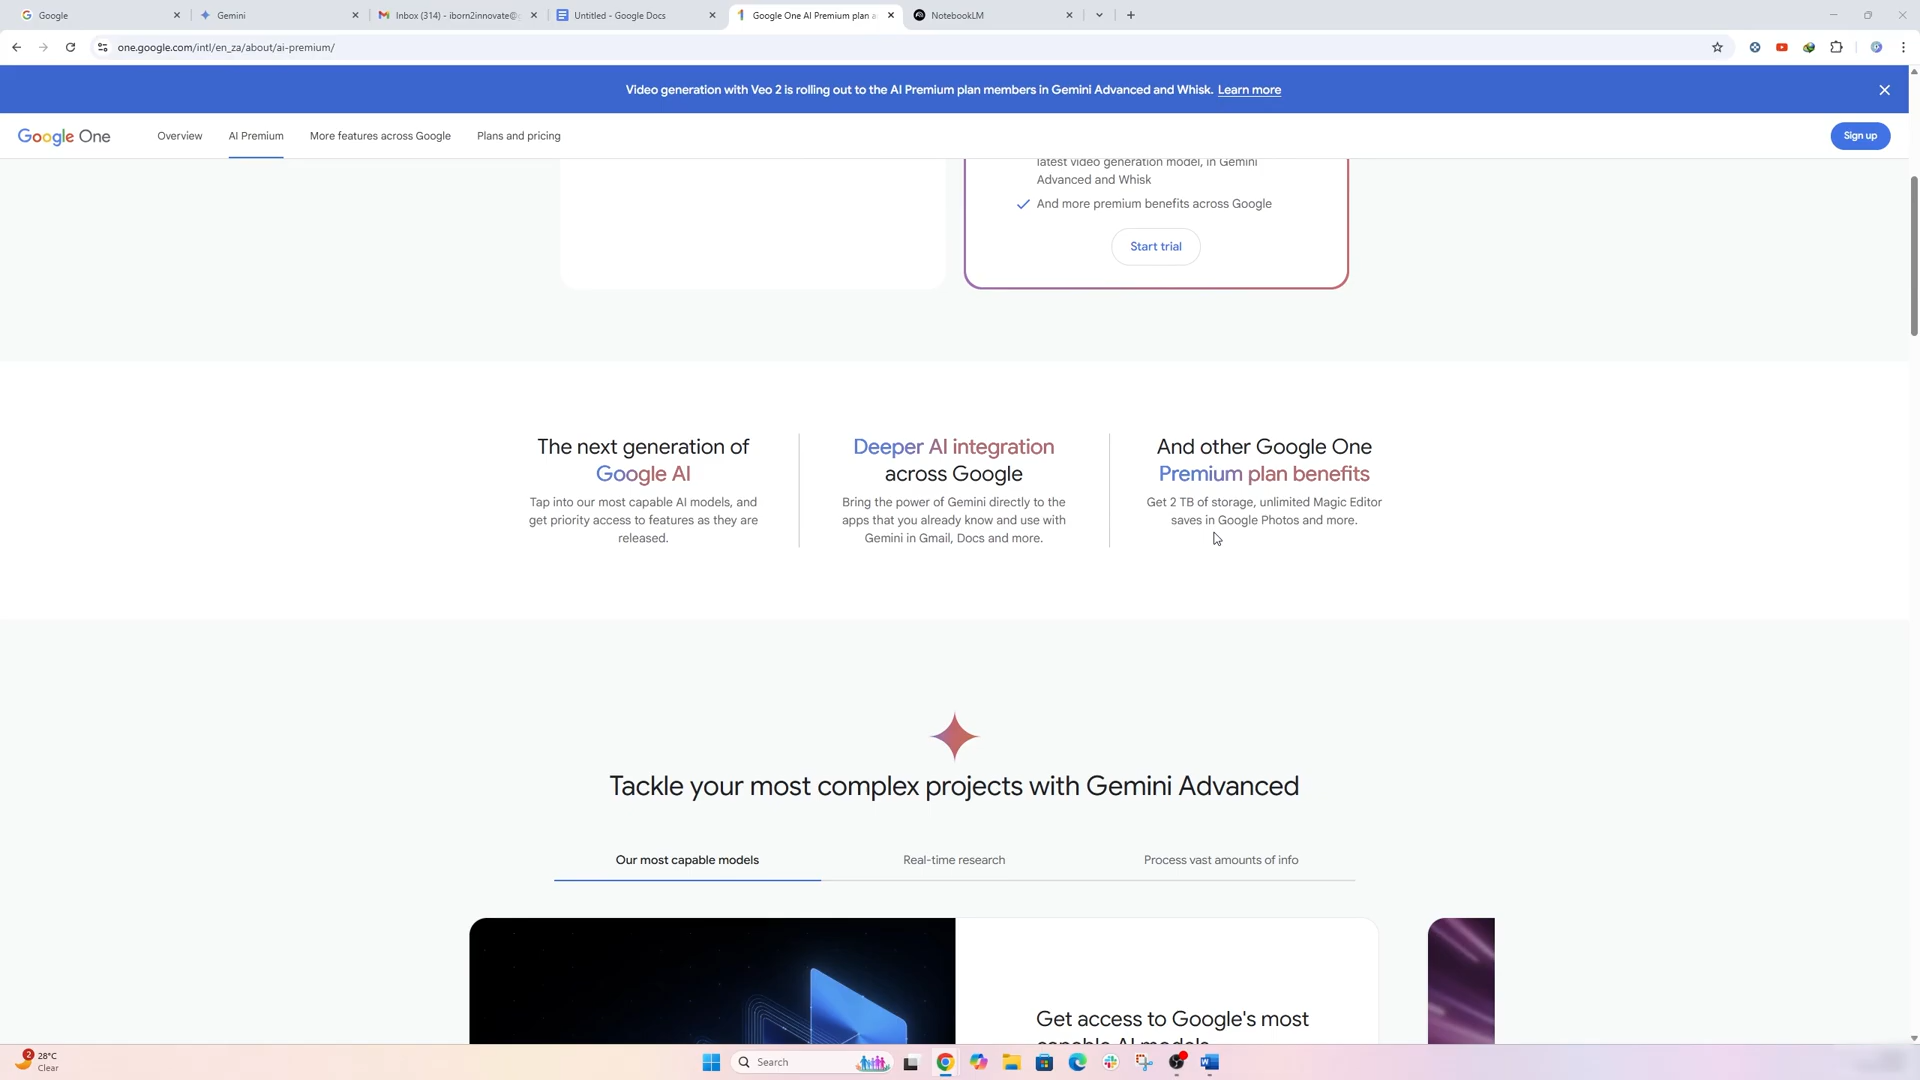 Google
Gemini
Inbox (314) - iborn2innovate@
Untitled - Google Docs
Google One AI Premium plan a
NotebookLM
one.google.com/intl/en_za/about/ai-premium/
Video generation with Veo 2 is rolling out to the AI Premium plan members in Gemini Advanced and Whisk. Learn more
Google One
Overview
AI Premium
More features across Google
Plans and pricing
Sign up
latest video generation model, in Gemini
Advanced and Whisk
And more premium benefits across Google
Start trial
The next generation of
Google AI
Tap into our most capable AI models, and
get priority access to features as they are
released.
Deeper AI integration
across Google
Bring the power of Gemini directly to the
apps that you already know and use with
Gemini in Gmail, Docs and more.
And other Google One
Premium plan benefits
Get 2 TB of storage, unlimited Magic Editor
saves in Google Photos and more.
Tackle your most complex projects with Gemini Advanced
Our most capable models
Real-time research
Process vast amounts of info
Get access to Google's most
capable AI models
2
28°C
Clear
Search